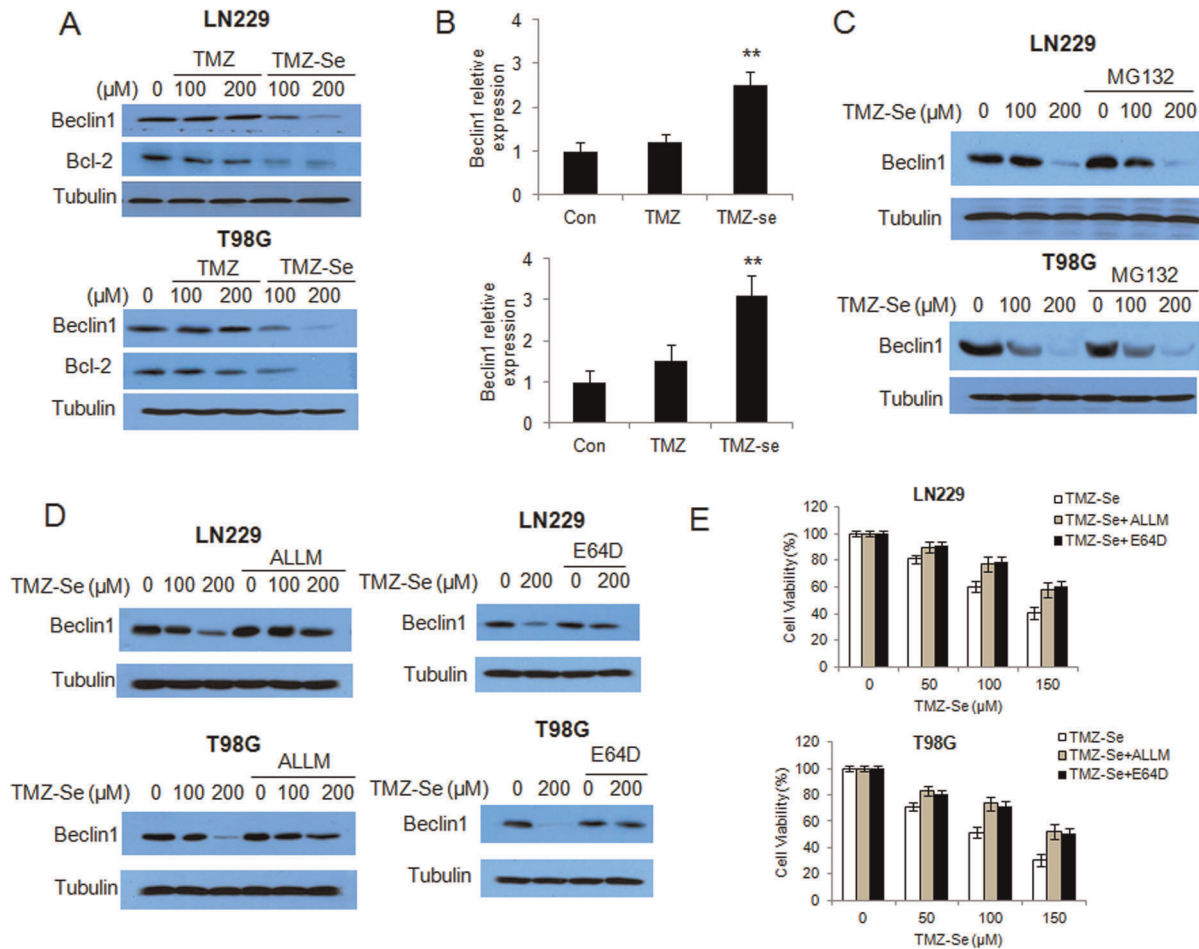 A
LN229
TMZ TMZ-Se
(µM) 0 100 200 100 200
Beclin1
Bcl-2
Tubulin
T98G
TMZ TMZ-Se
(µM) 0 100 200 100 200
Beclin1
Bcl-2
Tubulin
B
Beclin1 reletive
expression
4
3
2
1
0
**
Con TMZ TMZ-se
Beclin1 reletive
expression
4
3
2
1
0
**
Con TMZ TMZ-se
C
LN229
MG132
TMZ-Se (µM) 0 100 200 0 100 200
Beclin1
Tubulin
T98G
MG132
TMZ-Se (µM) 0 100 200 0 100 200
Beclin1
Tubulin
D
LN229
ALLM
TMZ-Se (µM) 0 100 200 0 100 200
Beclin1
Tubulin
LN229
E64D
TMZ-Se (µM) 0 200 0 200
Beclin1
Tubulin
T98G
ALLM
TMZ-Se (µM) 0 100 200 0 100 200
Beclin1
Tubulin
T98G
E64D
TMZ-Se (µM) 0 200 0 200
Beclin1
Tubulin
E
LN229
TMZ-Se
TMZ-Se+ALLM
TMZ-Se+E64D
Cell Viability (%)
120
100
80
60
40
20
0
0 50 100 150
TMZ-Se (µM)
T98G
TMZ-Se
TMZ-Se+ALLM
TMZ-Se+E64D
Cell Viability (%)
120
100
80
60
40
20
0
0 50 100 150
TMZ-Se (µM)